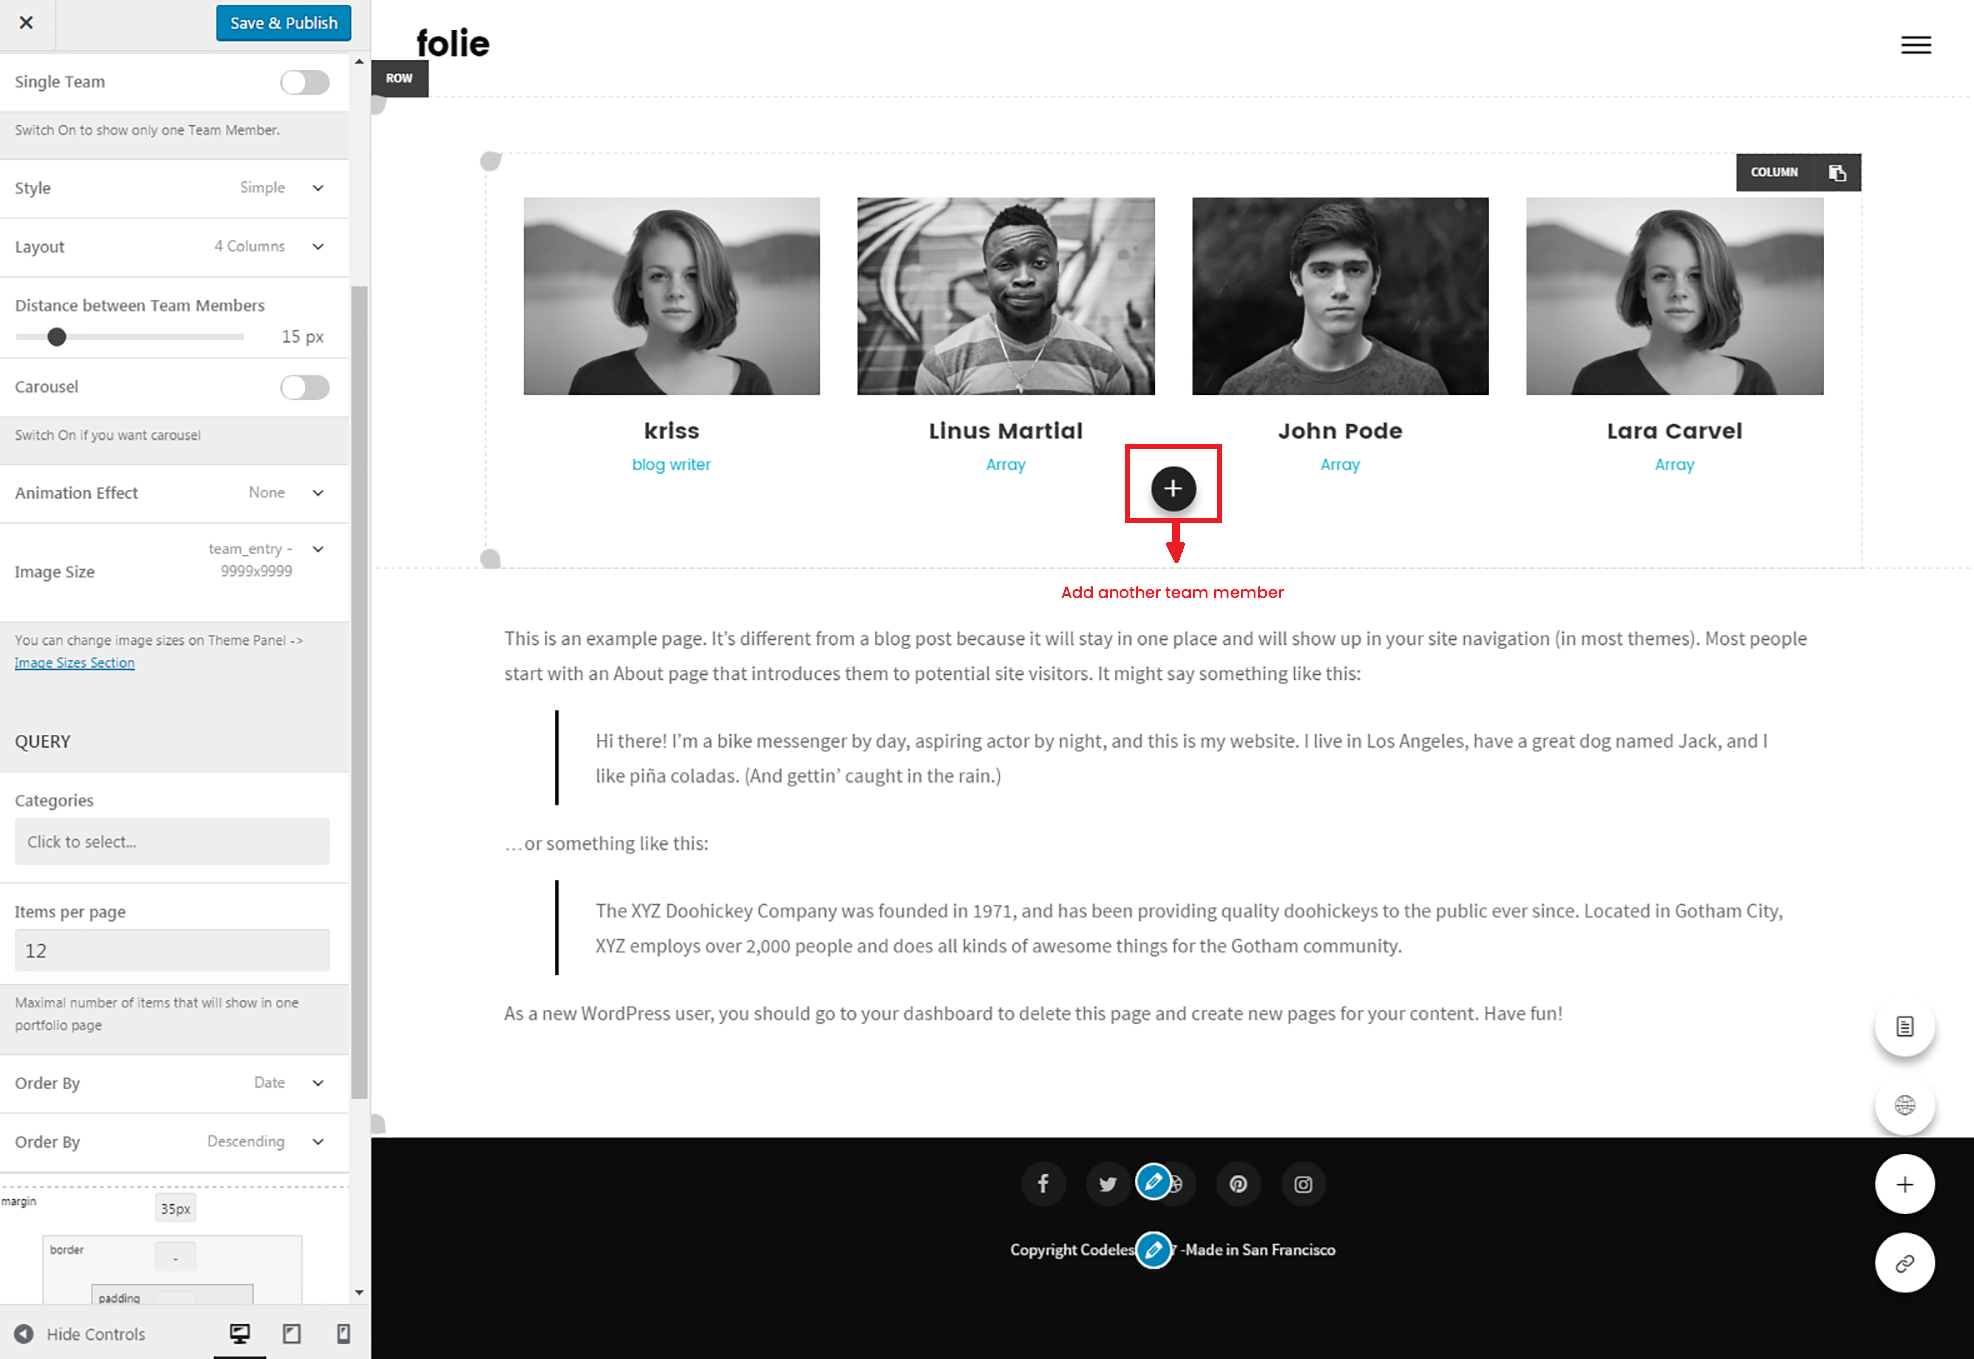 Save & Publish
Single Team
Switch On to show only one Team Member.
Style
Simple
Layout
4 Columns
Distance between Team Members
15 px
Carousel
Switch On if you want carousel
Animation Effect
None
Image Size
team_entry -
9999x9999
You can change image sizes on Theme Panel ->
Image Sizes Section
QUERY
Categories
Click to select...
Items per page
12
Maximal number of items that will show in one
portfolio page
Order By
Date
Order By
Descending
margin
35px
border
-
padding
Hide Controls
folie
ROW
COLUMN
kriss
blog writer
Linus Martial
Array
John Pode
Array
Lara Carvel
Array
Add another team member
This is an example page. It’s different from a blog post because it will stay in one place and will show up in your site navigation (in most themes). Most people
start with an About page that introduces them to potential site visitors. It might say something like this:
Hi there! I’m a bike messenger by day, aspiring actor by night, and this is my website. I live in Los Angeles, have a great dog named Jack, and I
like piña coladas. (And gettin’ caught in the rain.)
…or something like this:
The XYZ Doohickey Company was founded in 1971, and has been providing quality doohickeys to the public ever since. Located in Gotham City,
XYZ employs over 2,000 people and does all kinds of awesome things for the Gotham community.
As a new WordPress user, you should go to your dashboard to delete this page and create new pages for your content. Have fun!
Copyright Codeles 7 -Made in San Francisco